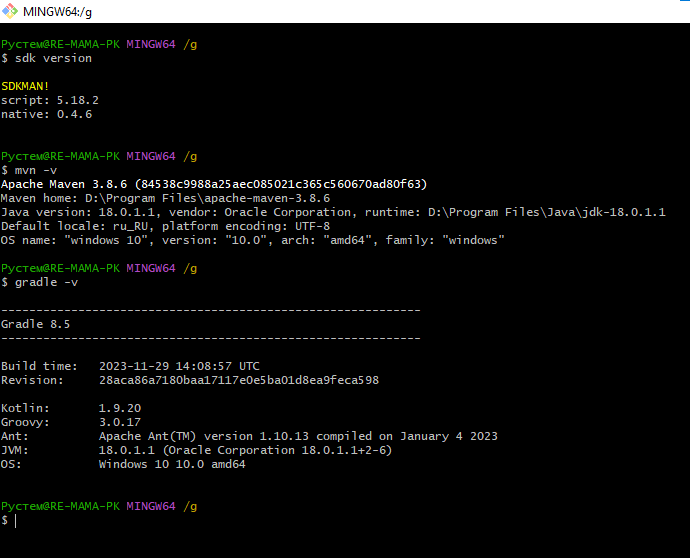 MINGW64:/g
Рустем@RE-MAMA-PK MINGW64 /g
$ sdk version
SDKMAN!
script: 5.18.2
native: 0.4.6
Рустем@RE-MAMA-PK MINGW64 /g
$ mvn -v
Apache Maven 3.8.6 (84538c9988a25aec085021c365c560670ad80f63)
Maven home: D:\Program Files\apache-maven-3.8.6
Java version: 18.0.1.1, vendor: Oracle Corporation, runtime: D:\Program Files\Java\jdk-18.0.1.1
Default locale: ru_RU, platform encoding: UTF-8
OS name: "windows 10", version: "10.0", arch: "amd64", family: "windows"
Рустем@RE-MAMA-PK MINGW64 /g
$ gradle -v
------------------------------------------------------------
Gradle 8.5
------------------------------------------------------------
Build time:   2023-11-29 14:08:57 UTC
Revision:     28aca86a7180baa17117e0e5ba01d8ea9feca598
Kotlin:       1.9.20
Groovy:       3.0.17
Ant:          Apache Ant(TM) version 1.10.13 compiled on January 4 2023
JVM:          18.0.1.1 (Oracle Corporation 18.0.1.1+2-6)
OS:           Windows 10 10.0 amd64
Рустем@RE-MAMA-PK MINGW64 /g
$